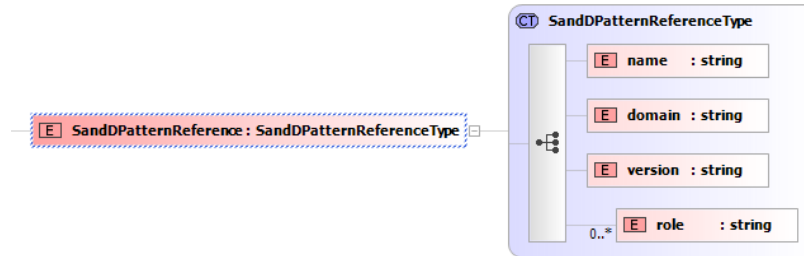 CT SandDPatternReferenceType
E name : string
E domain : string
E SandDPatternReference : SandDPatternReferenceType
E version : string
E role : string
0..*